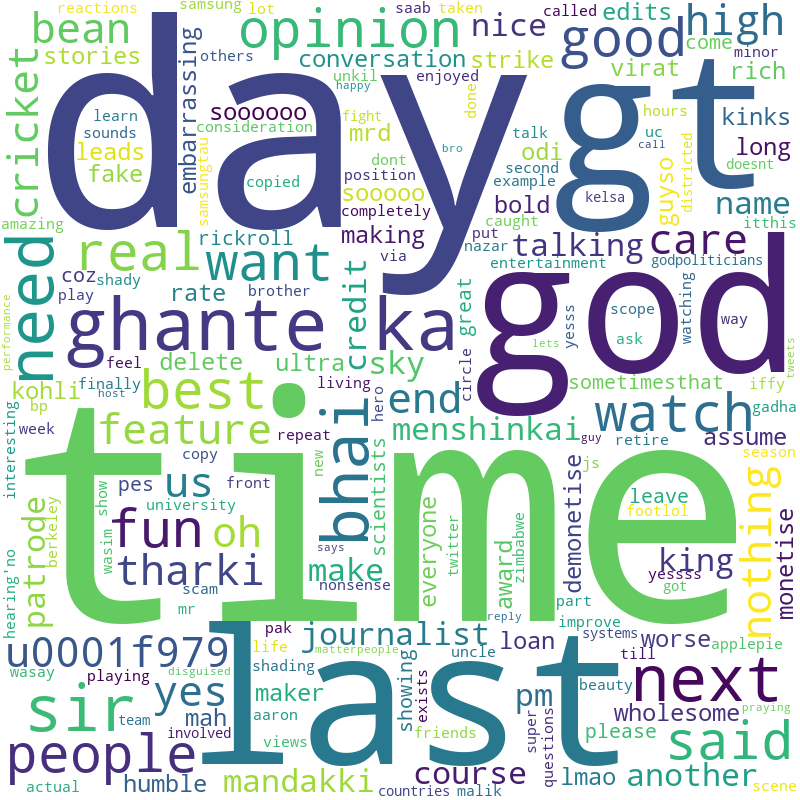 reactions
samsung
lot
saab
taken
called
edits
high
bean
opinion
nice
come
minor
stories
others
conversation
strike
virat
rich
day
gt
good
cricket
embarrassing
unkil
enjoyed
happy
done
learn
sounds
soooooo
consideration
fight
mrd
talk
uc
hours
call
kinks
leads
fake
samsungtau
copied
dont
position
sooooo
odi
second
example
bro
guyso
districted
doesnt
long
name
amazing
rickroll
completely
making
via
bold
caught
put
nazar
kelsa
itthis
need
real
want
talking
care
coz
shady
play
rate
brother
credit
great
entertainment
godpoliticians
god
ghante
ka
yesss
scope
ask
watching
way
performance
feel
delete
ultra
sky
circle
lets
tweets
kohli
finally
host
best
living
hero
end
sometimesthat
iffy
gadha
bp
week
feature
repeat
bhai
menshinkai
watch
guy
retire
assume
interesting
time
copy
new
scientists
js
season
patrode
berkeley
pes
show
us
front
university
everyone
twitter
award
zimbabwe
demonetise
leave
footlol
nothing
monetise
hearing'no
wasim
fun
oh
tharki
make
nonsense
says
king
yessss
got
scam
mr
reply
part
improve
u0001f979
pak
journalist
loan
systems
worse
till
applepie
life
matterpeople
wasay
yes
shading
uncle
last
next
playing
disguised
showing
exists
pm
beauty
sir
mah
maker
aaron
friends
super
questions
wholesome
please
praying
team
involved
views
said
people
humble
mandakki
course
lmao
another
actual
countries
malik
scene